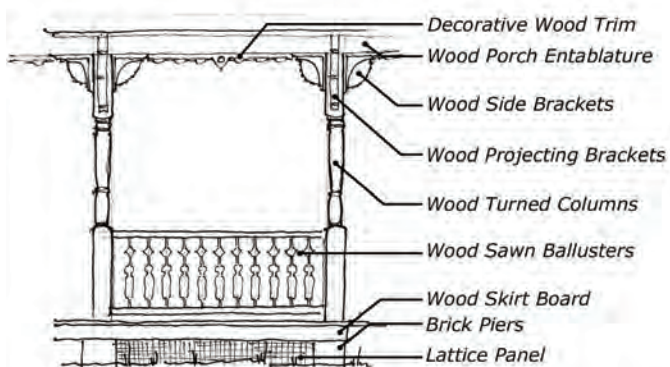 Decorative Wood Trim
Wood Porch Entablature
Wood Side Brackets
Wood Projecting Brackets
Wood Turned Columns
Wood Sawn Ballusters
Wood Skirt Board
Brick Piers
Lattice Panel